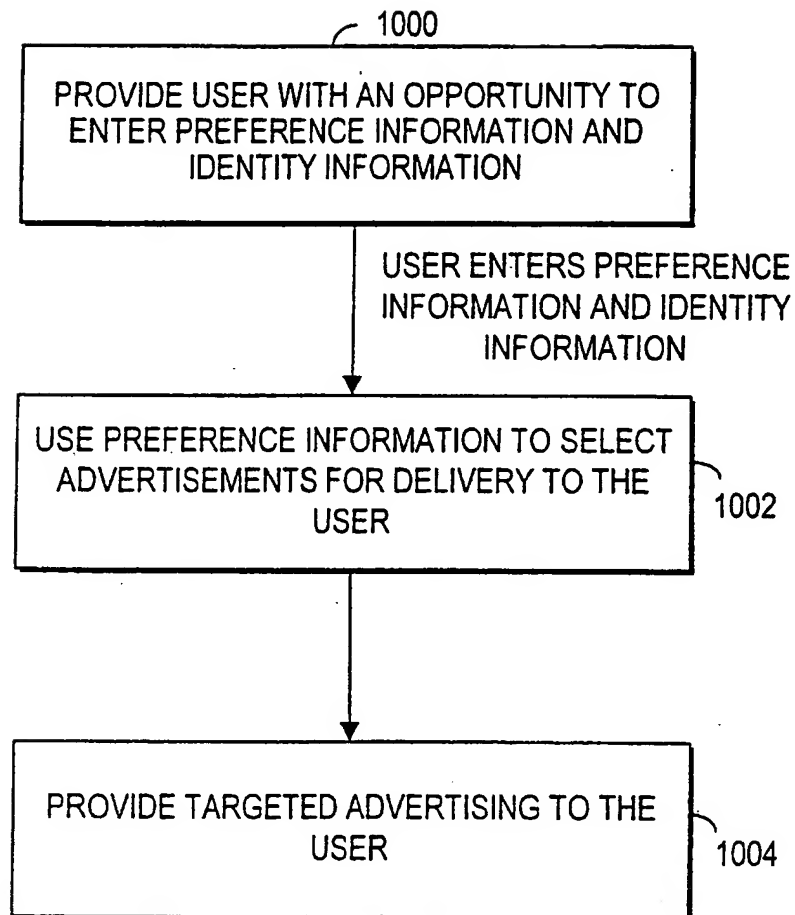 1000
PROVIDE USER WITH AN OPPORTUNITY TO
ENTER PREFERENCE INFORMATION AND
IDENTITY INFORMATION
USER ENTERS PREFERENCE
INFORMATION AND IDENTITY
INFORMATION
USE PREFERENCE INFORMATION TO SELECT
ADVERTISEMENTS FOR DELIVERY TO THE
USER
1002
PROVIDE TARGETED ADVERTISING TO THE
USER
1004